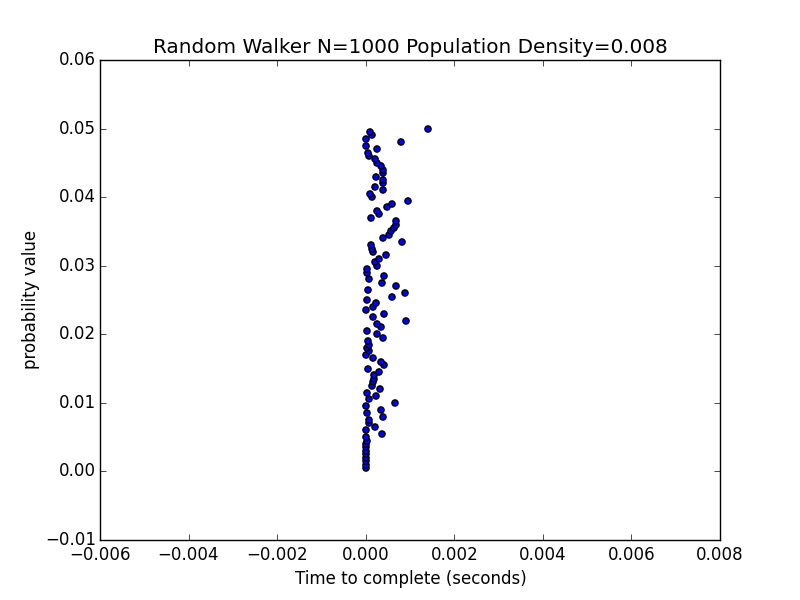 Random Walker N=1000 Population Density=0.008
0.06
0.05
0.04
0.03
0.02
0.01
0.00
−0.01
probability value
−0.006 −0.004 −0.002 0.000 0.002 0.004 0.006 0.008
Time to complete (seconds)